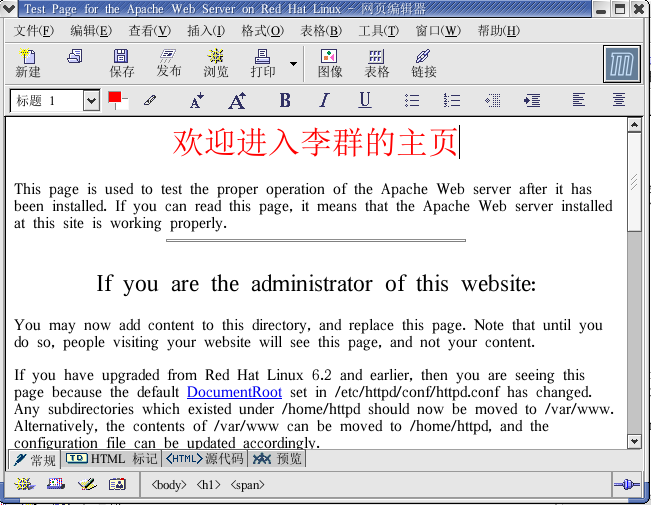 Test Page for the Apache Web Server on Red Hat Linux - 网页编辑器
文件(F) 编辑(E) 查看(V) 插入(I) 格式(O) 表格(B) 工具(T) 窗口(W) 帮助(H)
新建 保存 发布 浏览 打印 图像 表格 链接
标题 1 A A B I U
欢迎进入李群的主页
This page is used to test the proper operation of the Apache Web server after it has
been installed. If you can read this page, it means that the Apache Web server installed
at this site is working properly.
If you are the administrator of this website:
You may now add content to this directory, and replace this page. Note that until you
do so, people visiting your website will see this page, and not your content.
If you have upgraded from Red Hat Linux 6.2 and earlier, then you are seeing this
page because the default DocumentRoot set in /etc/httpd/conf/httpd.conf has changed.
Any subdirectories which existed under /home/httpd should now be moved to /var/www.
Alternatively, the contents of /var/www can be moved to /home/httpd, and the
configuration file can be updated accordingly.
常规 TD HTML 标记 <HTML> 源代码 预览
<body> <h1> <span>